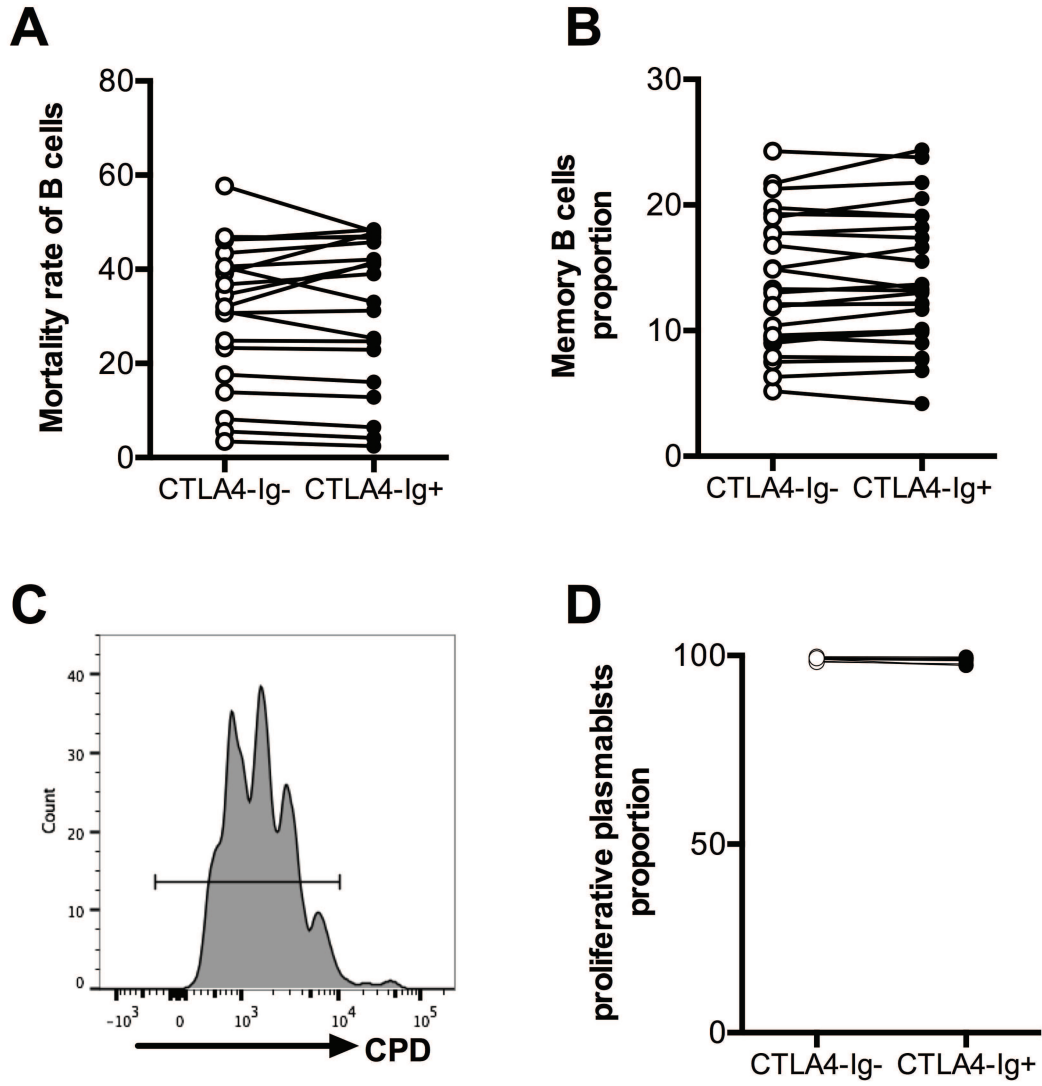 A
Mortality rate of B cells
80
60
40
20
0
CTLA4-Ig- CTLA4-Ig+
B
Memory B cells
proportion
30
20
10
0
CTLA4-Ig- CTLA4-Ig+
C
Count
40
30
20
10
0
-10³ 0 10³ 10⁴ 10⁵
CPD
D
proliferative plasmablsts
proportion
100
50
0
CTLA4-Ig- CTLA4-Ig+